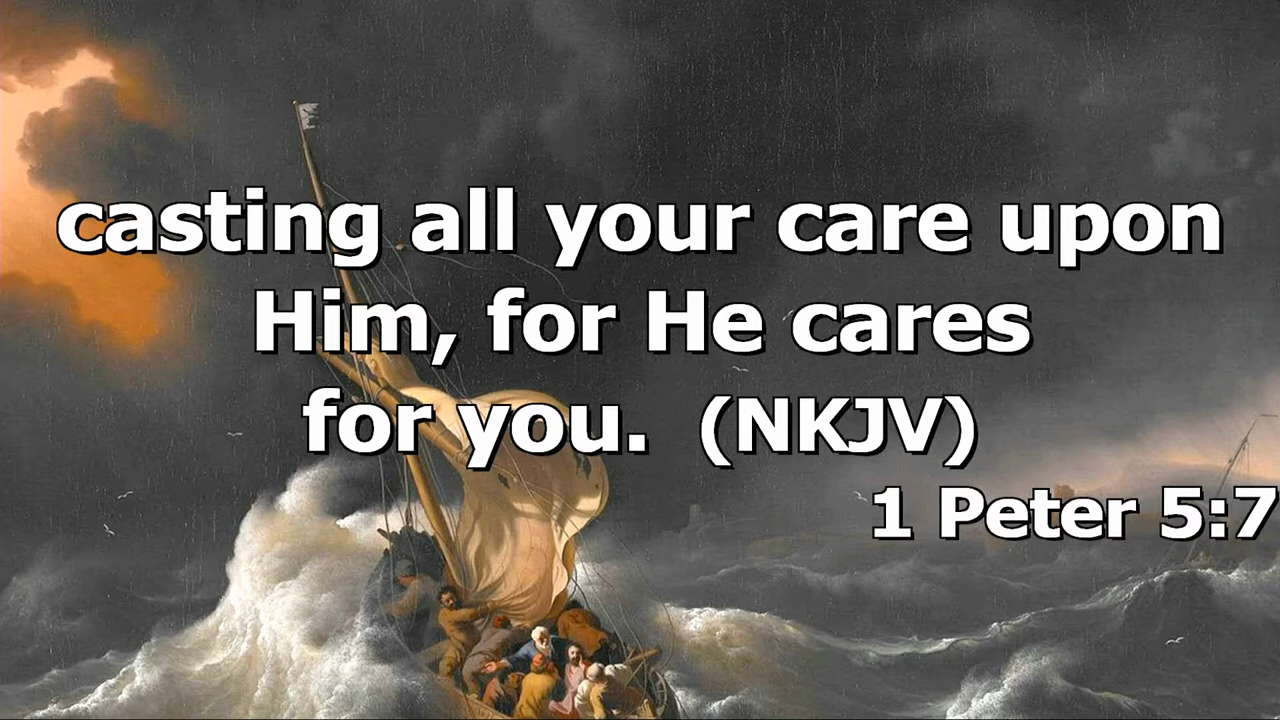 casting all your care upon
Him, for He cares
for you.  (NKJV)
1 Peter 5:7